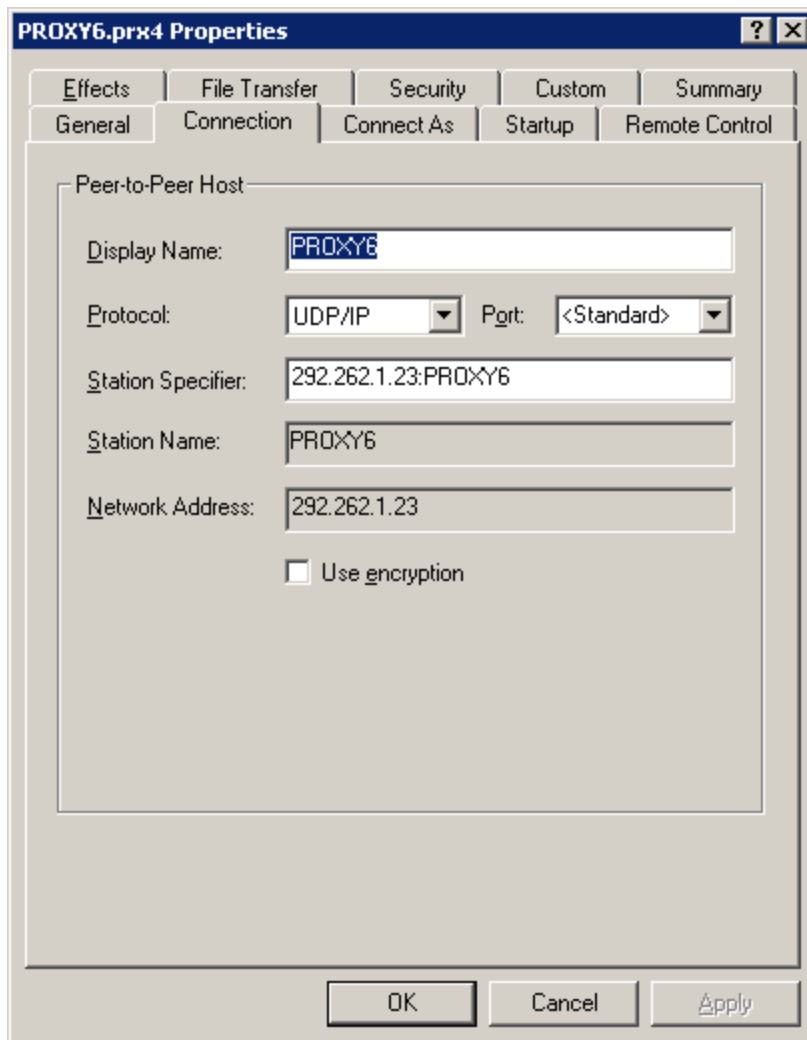 PROXY6.prx4 Properties
Effects File Transfer Security Custom Summary
General Connection Connect As Startup Remote Control
Peer-to-Peer Host
Display Name: PROXY6
Protocol: UDP/IP Port: <Standard>
Station Specifier: 292.262.1.23:PROXY6
Station Name: PROXY6
Network Address: 292.262.1.23
Use encryption
OK Cancel Apply